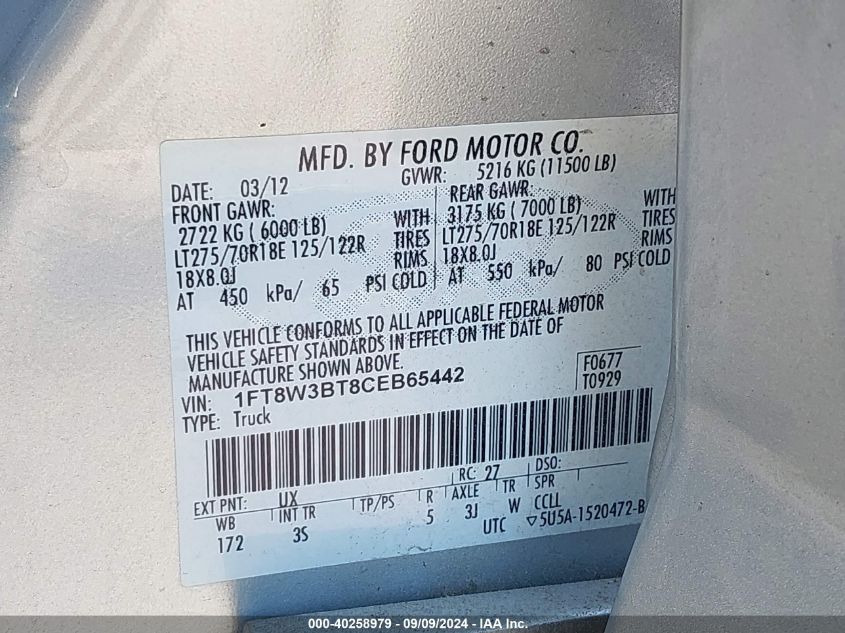 MFD. BY FORD MOTOR CO.
DATE: 03/12 GVWR: 5216 KG (11500 LB)
FRONT GAWR: REAR GAWR:
2722 KG ( 6000 LB) WITH 3175 KG ( 7000 LB) WITH
LT275/70R18E 125/122R TIRES LT275/70R18E 125/122R TIRES
18X8.0J RIMS 18X8.0J RIMS
AT 450 kPa/ 65 PSI COLD AT 550 kPa/ 80 PSI COLD
THIS VEHICLE CONFORMS TO ALL APPLICABLE FEDERAL MOTOR
VEHICLE SAFETY STANDARDS IN EFFECT ON THE DATE OF
MANUFACTURE SHOWN ABOVE.
VIN: 1FT8W3BT8CEB65442 F0677
TYPE: Truck T0929
EXT PNT: UX RC: 27 DSO:
WB INT TR TP/PS R AXLE TR SPR
172 3S 5 3J W CCLL
UTC ▽5U5A-1520472-B
000-40258979 - 09/09/2024 - IAA Inc.